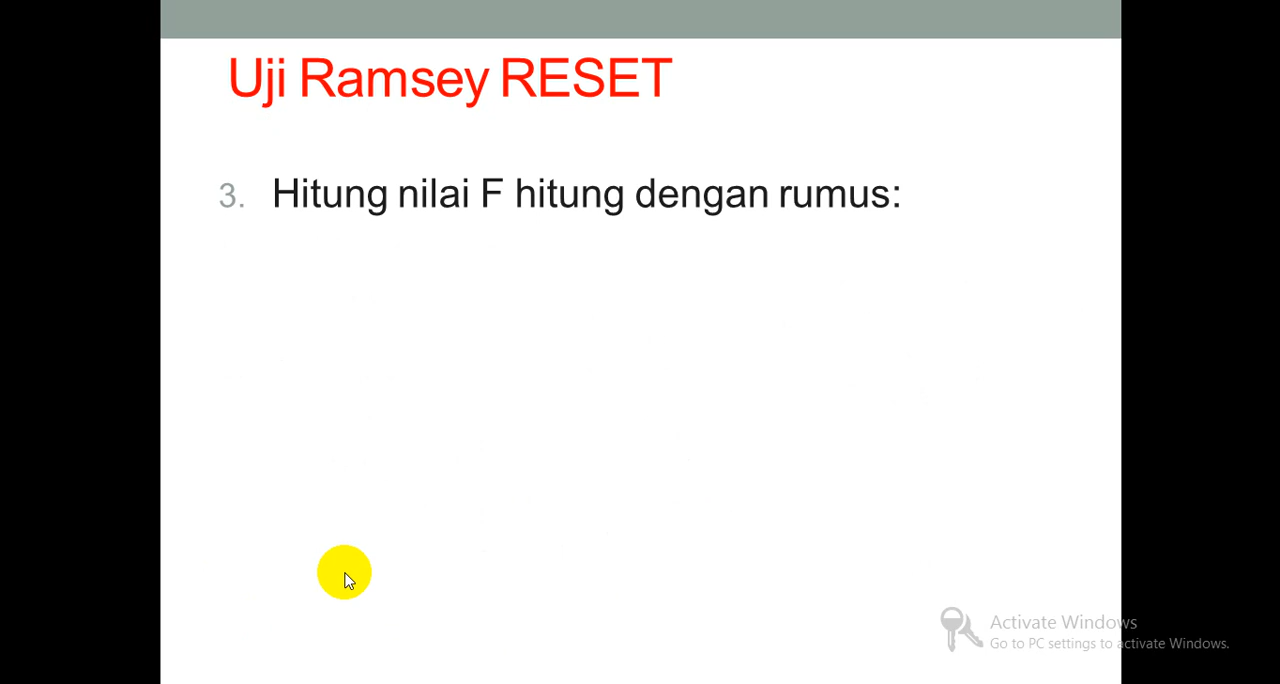 Uji Ramsey RESET
3. Hitung nilai F hitung dengan rumus:
Activate Windows
Go to PC settings to activate Windows.